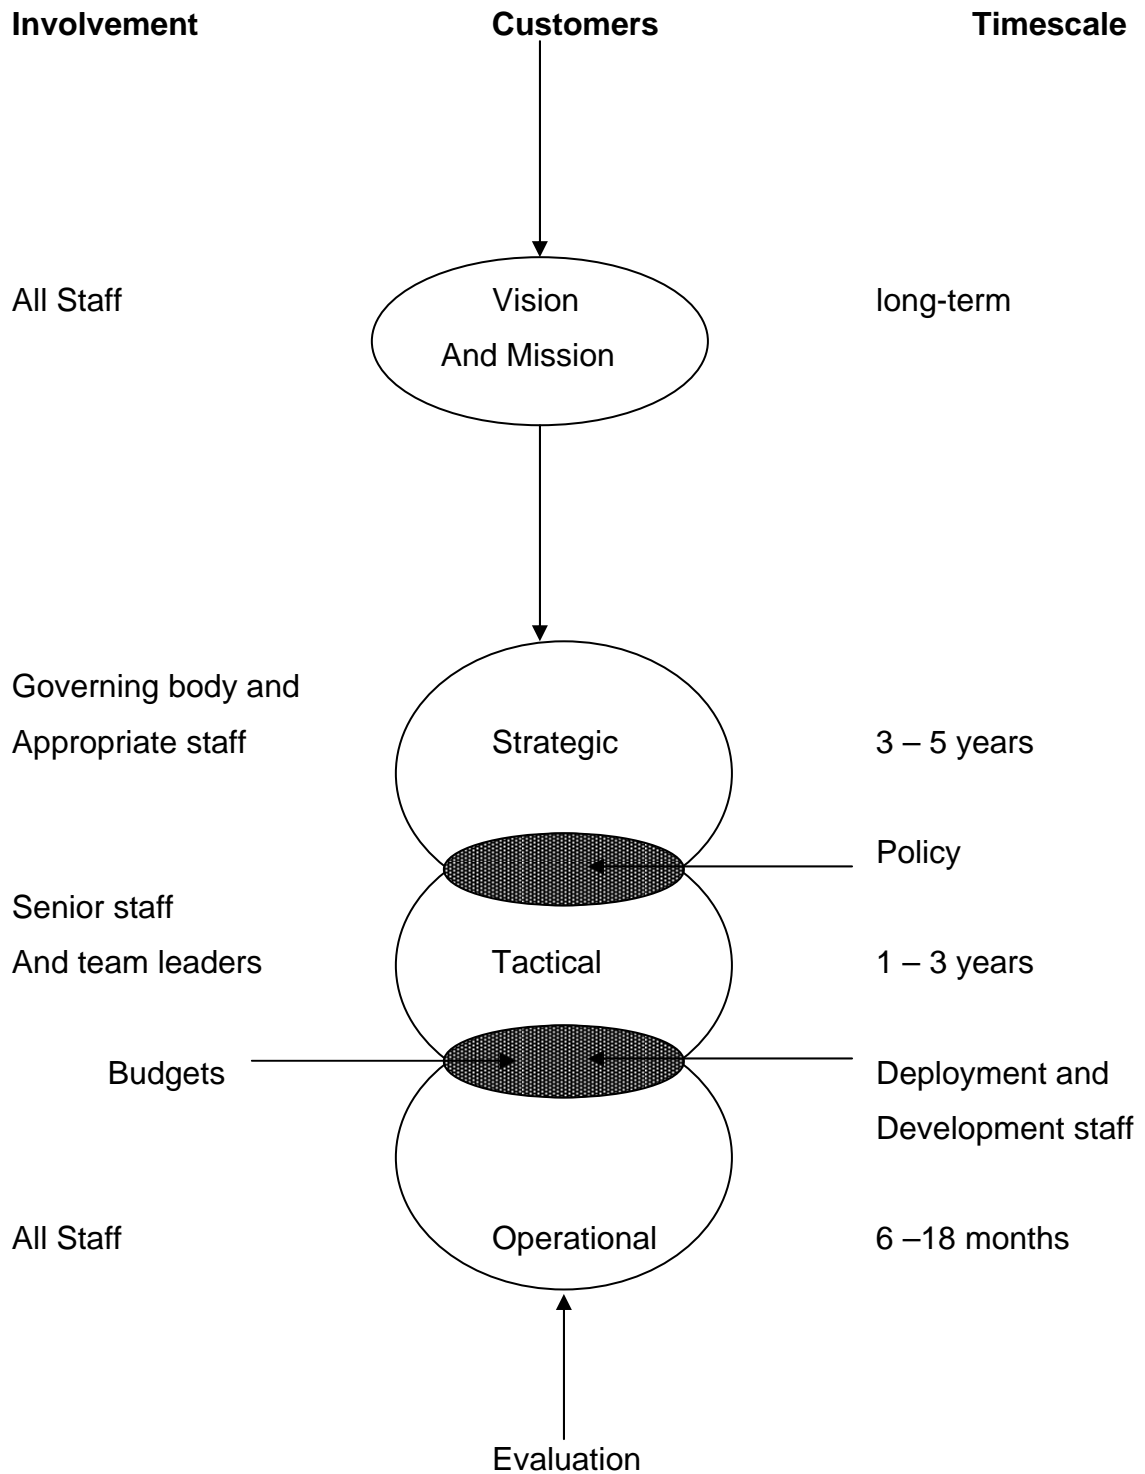 Involvement Customers Timescale
All Staff Vision long-term
And Mission
Governing body and
Appropriate staff Strategic 3 – 5 years
Policy
Senior staff
And team leaders Tactical 1 – 3 years
Budgets Deployment and
Development staff
All Staff Operational 6 –18 months
Evaluation